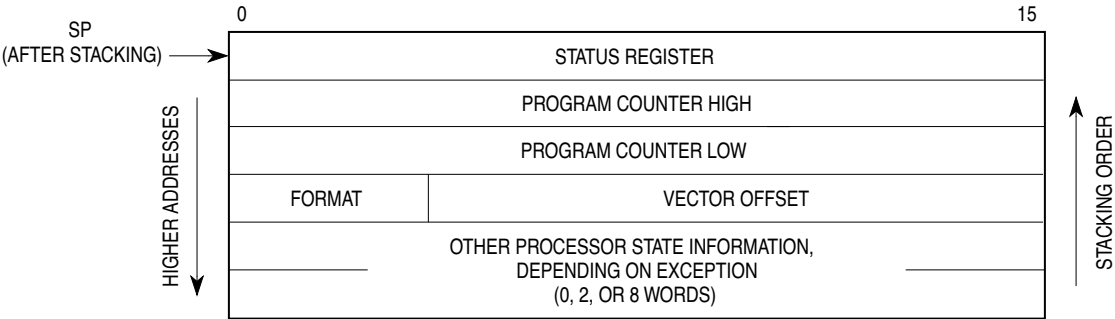 0 15
SP
(AFTER STACKING)
STATUS REGISTER
PROGRAM COUNTER HIGH
PROGRAM COUNTER LOW
FORMAT VECTOR OFFSET
OTHER PROCESSOR STATE INFORMATION,
DEPENDING ON EXCEPTION
(0, 2, OR 8 WORDS)
HIGHER ADDRESSES
STACKING ORDER